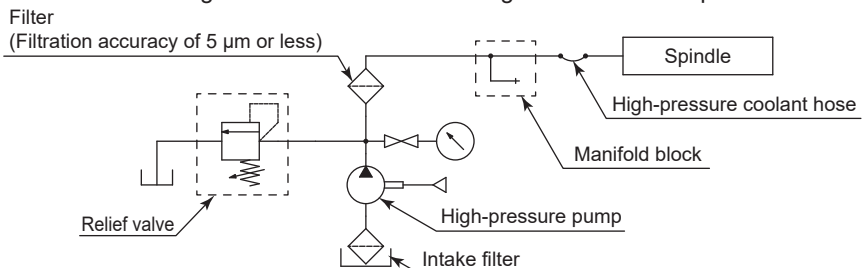 Filter
(Filtration accuracy of 5 µm or less)
Spindle
High-pressure coolant hose
Manifold block
High-pressure pump
Relief valve
Intake filter